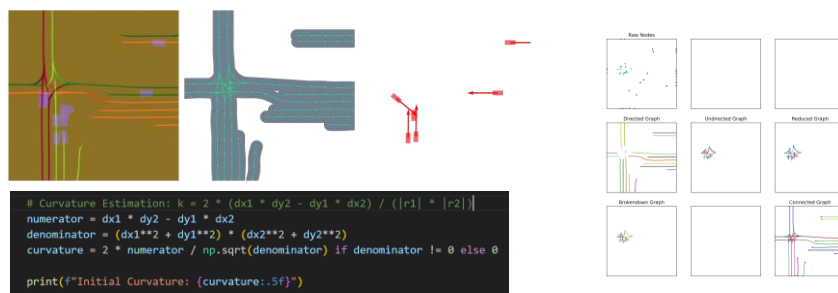 Raw Nodes
Directed Graph
Undirected Graph
Reduced Graph
Brokendown Graph
Connected Graph
# Curvature Estimation: k = 2 * (dx1 * dy2 - dy1 * dx2) / (|r1| * |r2|)
numerator = dx1 * dy2 - dy1 * dx2
denominator = (dx1**2 + dy1**2) * (dx2**2 + dy2**2)
curvature = 2 * numerator / np.sqrt(denominator) if denominator != 0 else 0
print(f"Initial Curvature: {curvature:.5f}")